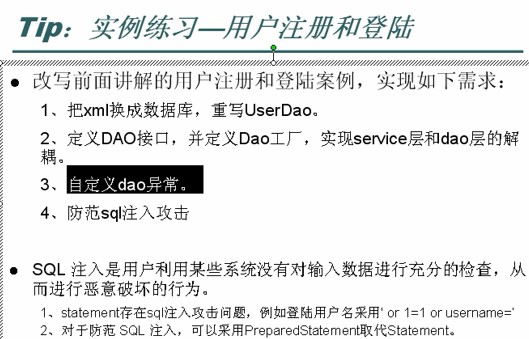 Tip：实例练习—用户注册和登陆
● 改写前面讲解的用户注册和登陆案例，实现如下需求：
1、把xml换成数据库，重写UserDao。
2、定义DAO接口，并定义Dao工厂，实现service层和dao层的解
耦。
3、自定义dao异常。
4、防范sql注入攻击
● SQL 注入是用户利用某些系统没有对输入数据进行充分的检查，从
而进行恶意破坏的行为。
1、statement存在sql注入攻击问题，例如登陆用户名采用' or 1=1 or username='
2、对于防范 SQL 注入，可以采用PreparedStatement取代Statement。